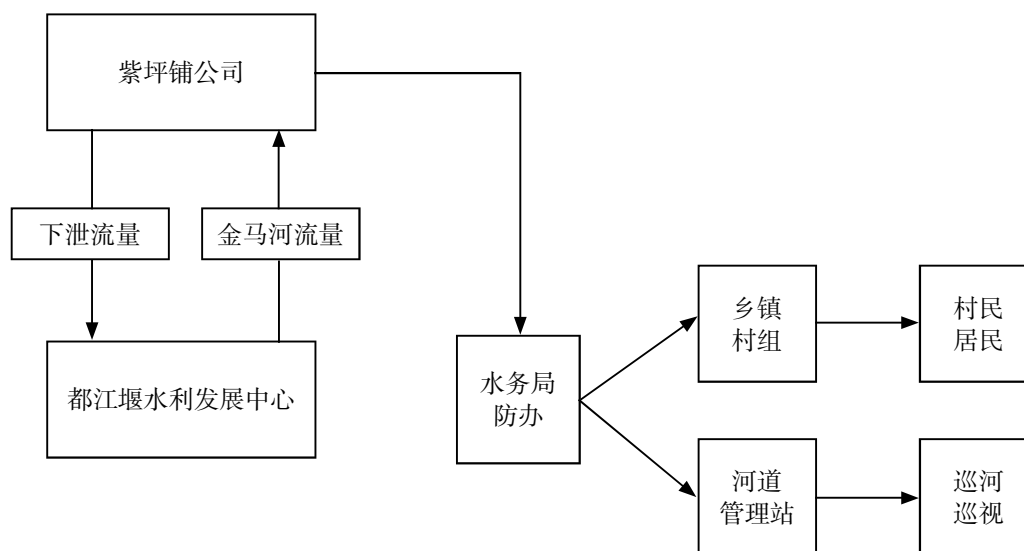 紫坪铺公司
下泄流量
金马河流量
都江堰水利发展中心
水务局
防办
乡镇
村组
村民
居民
河道
管理站
巡河
巡视